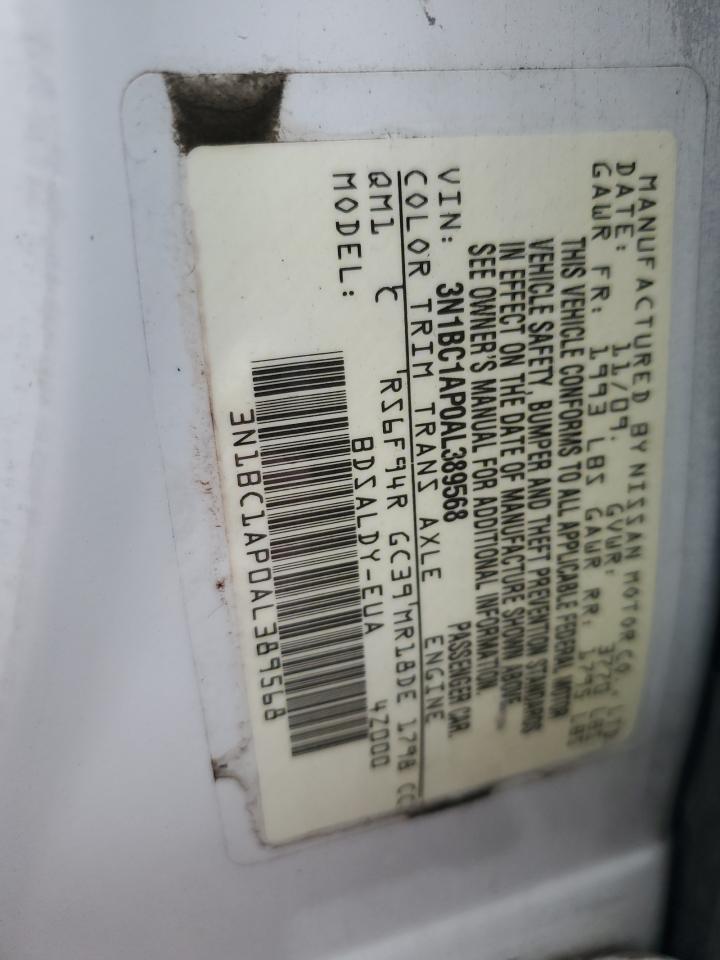 MANUFACTURED BY NISSAN MOTOR CO., LTD.
DATE: 11/09. GVWR: 3779 LBS
GAWR FR: 1993 LBS GAWR RR: 1795 LBS
THIS VEHICLE CONFORMS TO ALL APPLICABLE FEDERAL MOTOR
VEHICLE SAFETY, BUMPER AND THEFT PREVENTION STANDARDS
IN EFFECT ON THE DATE OF MANUFACTURE SHOWN ABOVE.
SEE OWNER'S MANUAL FOR ADDITIONAL INFORMATION.
VIN: 3N1BC1AP0AL389568 PASSENGER CAR
COLOR TRIM TRANS AXLE ENGINE
QM1 C 'RS6F94R GC39'MR18DE 1798 CC
MODEL: BDSALDY-EUA 4Z000
3N1BC1AP0AL389568